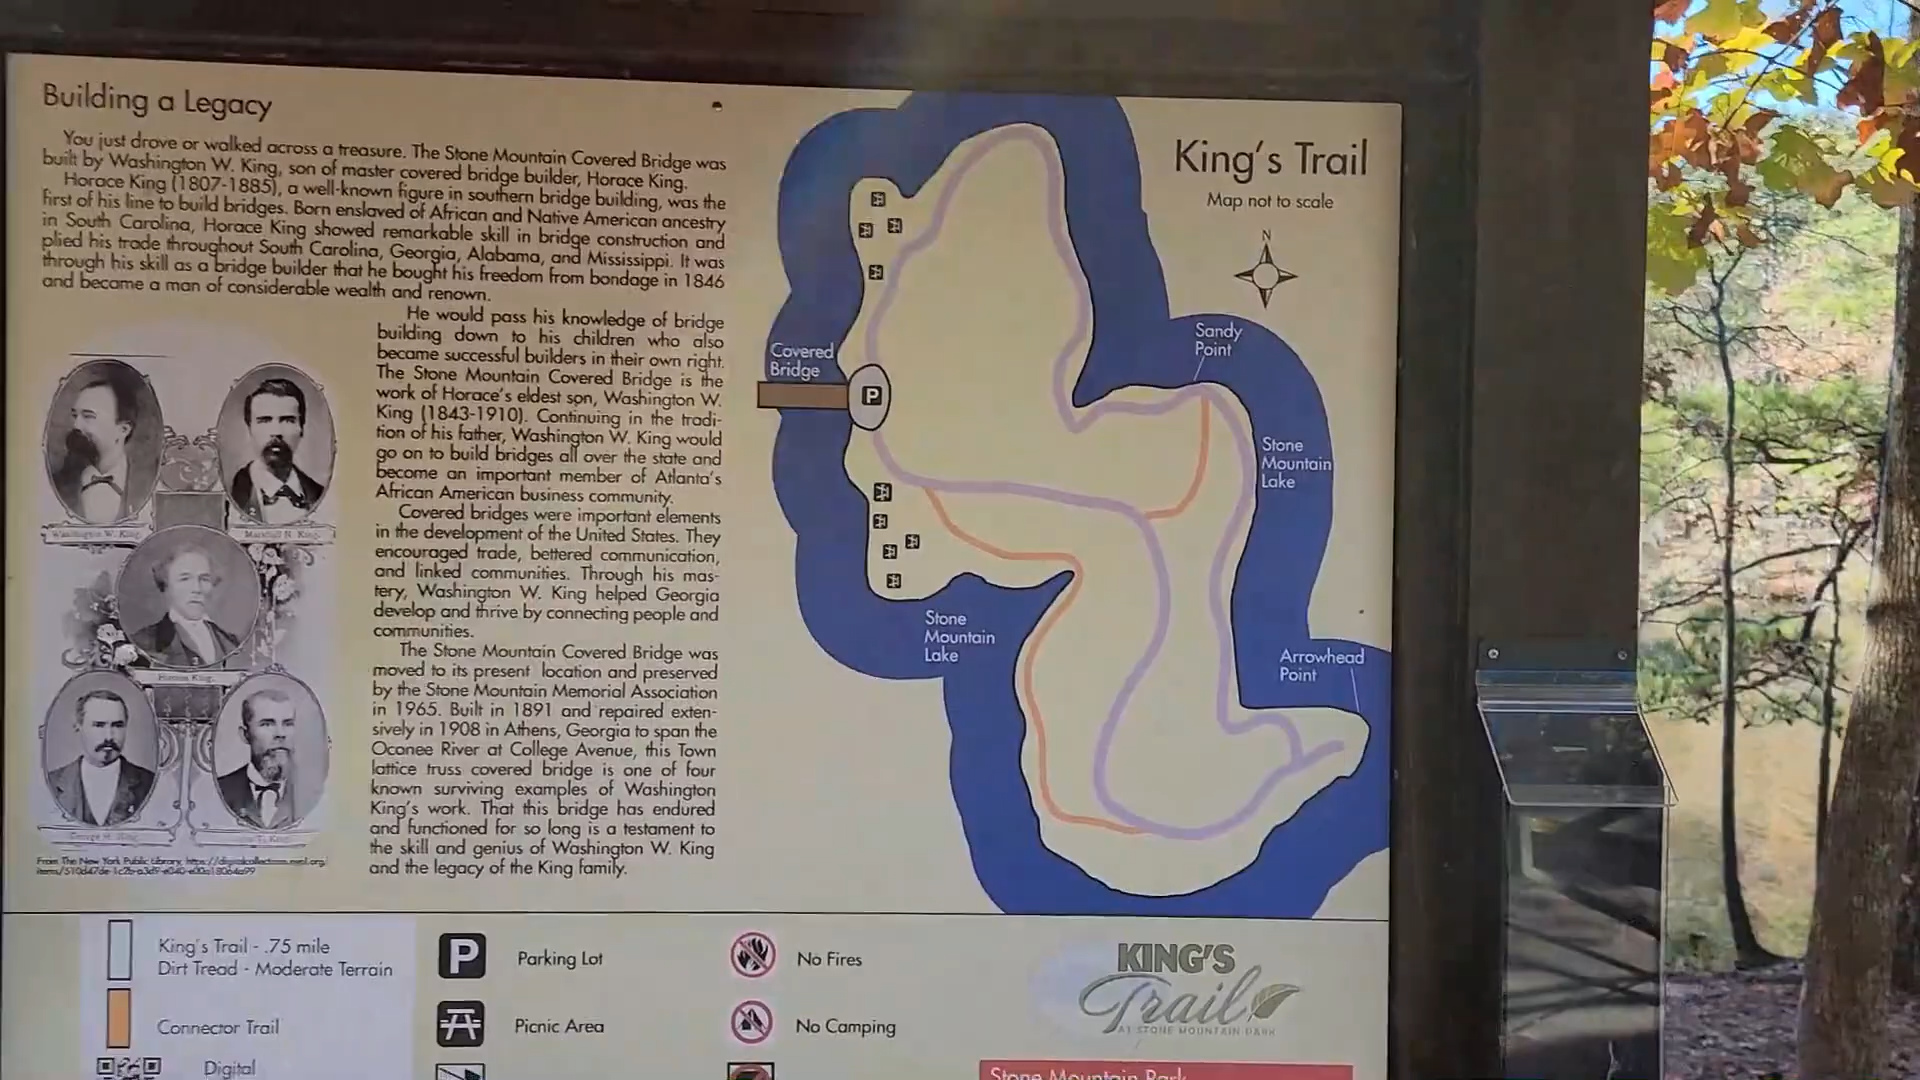 Building a Legacy
You just drove or walked across a treasure. The Stone Mountain Covered Bridge was
built by Washington W. King, son of master covered bridge builder, Horace King.
Horace King (1807-1885), a well-known figure in southern bridge building, was the
first of his line to build bridges. Born enslaved of African and Native American ancestry
in South Carolina, Horace King showed remarkable skill in bridge construction and
plied his trade throughout South Carolina, Georgia, Alabama, and Mississippi. It was
through his skill as a bridge builder that he bought his freedom from bondage in 1846
and became a man of considerable wealth and renown.
He would pass his knowledge of bridge
building down to his children who also
became successful builders in their own right.
The Stone Mountain Covered Bridge is the
work of Horace's eldest son, Washington W.
King (1843-1910). Continuing in the tradi-
tion of his father, Washington W. King would
go on to build bridges all over the state and
become an important member of Atlanta's
African American business community.
Covered bridges were important elements
in the development of the United States. They
encouraged trade, bettered communication,
and linked communities. Through his mas-
tery, Washington W. King helped Georgia
develop and thrive by connecting people and
communities.
The Stone Mountain Covered Bridge was
moved to its present location and preserved
by the Stone Mountain Memorial Association
in 1965. Built in 1891 and repaired exten-
sively in 1908 in Athens, Georgia to span the
Oconee River at College Avenue, this Town
lattice truss covered bridge is one of four
known surviving examples of Washington
King's work. That this bridge has endured
and functioned for so long is a testament to
the skill and genius of Washington W. King
and the legacy of the King family.
Washington W. King.
Marshall N. King.
Horace King.
From The New York Public Library, https://digitalcollections.nypl.org/
King's Trail
Map not to scale
N
Covered
Bridge
P
Sandy
Point
Stone
Mountain
Lake
Stone
Mountain
Lake
Arrowhead
Point
King's Trail - .75 mile
Dirt Tread - Moderate Terrain
Connector Trail
Digital
P
Parking Lot
Picnic Area
No Fires
No Camping
KING'S
Trail
AT STONE MOUNTAIN PARK
Stone Mountain Park